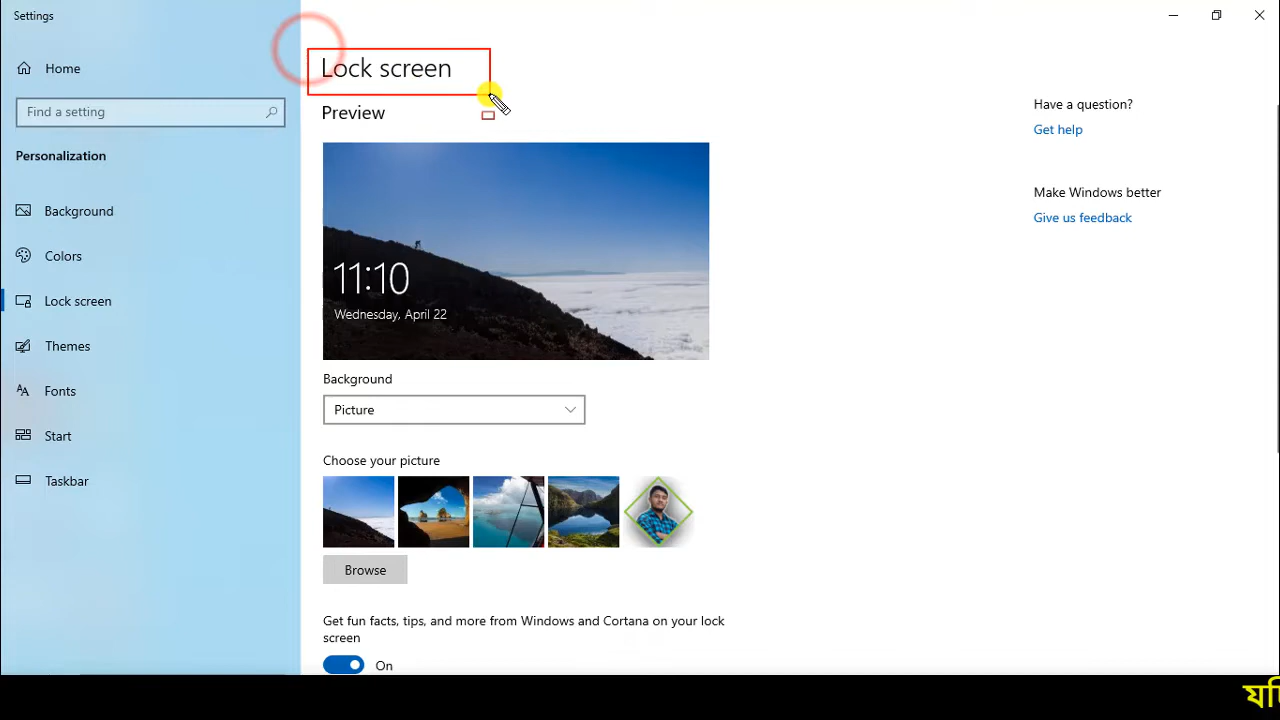 Settings
Home
Find a setting
Personalization
Background
Colors
Lock screen
Themes
Fonts
Start
Taskbar
Lock screen
Preview
11:10
Wednesday, April 22
Background
Picture
Choose your picture
Browse
Get fun facts, tips, and more from Windows and Cortana on your lock
screen
On
Have a question?
Get help
Make Windows better
Give us feedback